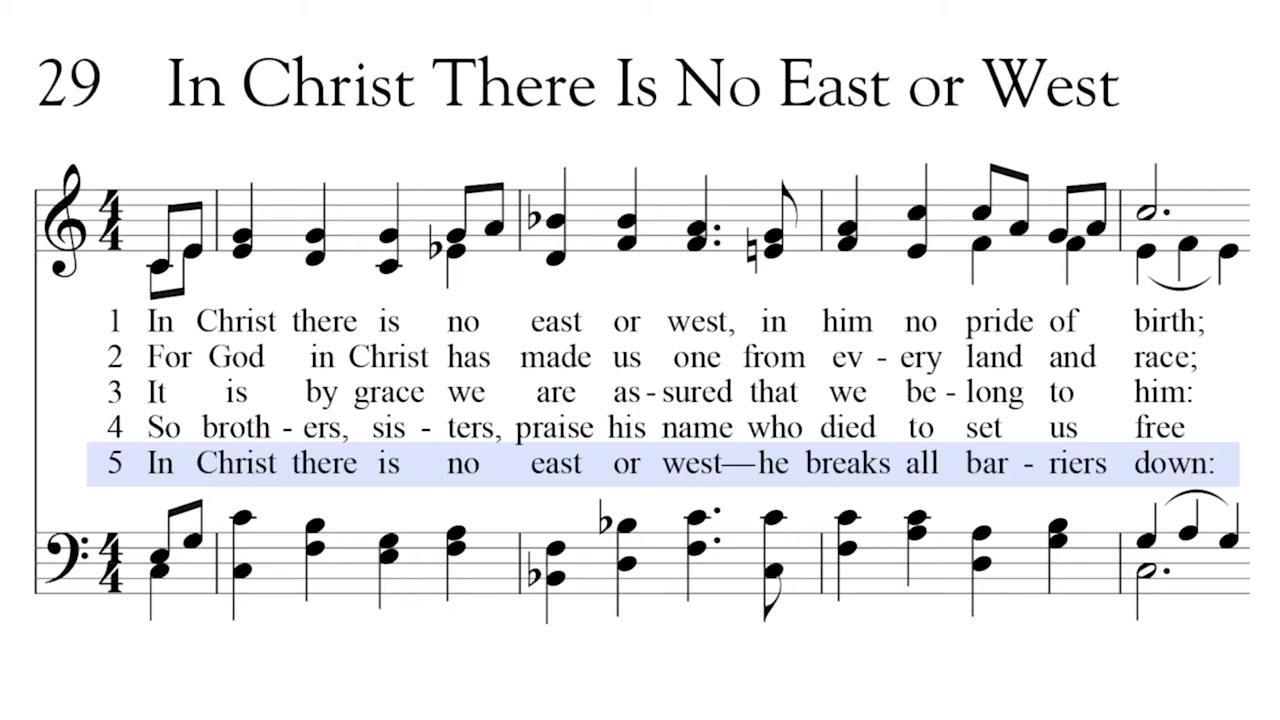 29 In Christ There Is No East or West
4 4
1 In Christ there is no east or west, in him no pride of birth;
2 For God in Christ has made us one from ev - ery land and race;
3 It is by grace we are as - sured that we be - long to him:
4 So broth - ers, sis - ters, praise his name who died to set us free
5 In Christ there is no east or west—he breaks all bar - riers down:
4 4